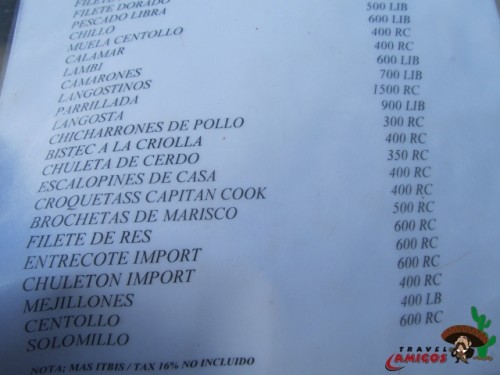 FILETE DORADO
PESCADO LIBRA
CHILLO 500 LIB
MUELA CENTOLLO 600 LIB
CALAMAR 400 RC
LAMBI 400 RC
CAMARONES 600 LIB
LANGOSTINOS 700 LIB
PARRILLADA 1500 RC
LANGOSTA 900 LIB
CHICHARRONES DE POLLO 300 RC
BISTEC A LA CRIOLLA 400 RC
CHULETA DE CERDO 350 RC
ESCALOPINES DE CASA 400 RC
CROQUETASS CAPITAN COOK 400 RC
BROCHETAS DE MARISCO 500 RC
FILETE DE RES 600 RC
ENTRECOTE IMPORT 600 RC
CHULETON IMPORT 600 RC
MEJILLONES 400 RC
CENTOLLO 400 LB
SOLOMILLO 600 RC
NOTA; MAS ITBIS / TAX 16% NO INCLUIDO
TRAVEL
AMIGOS